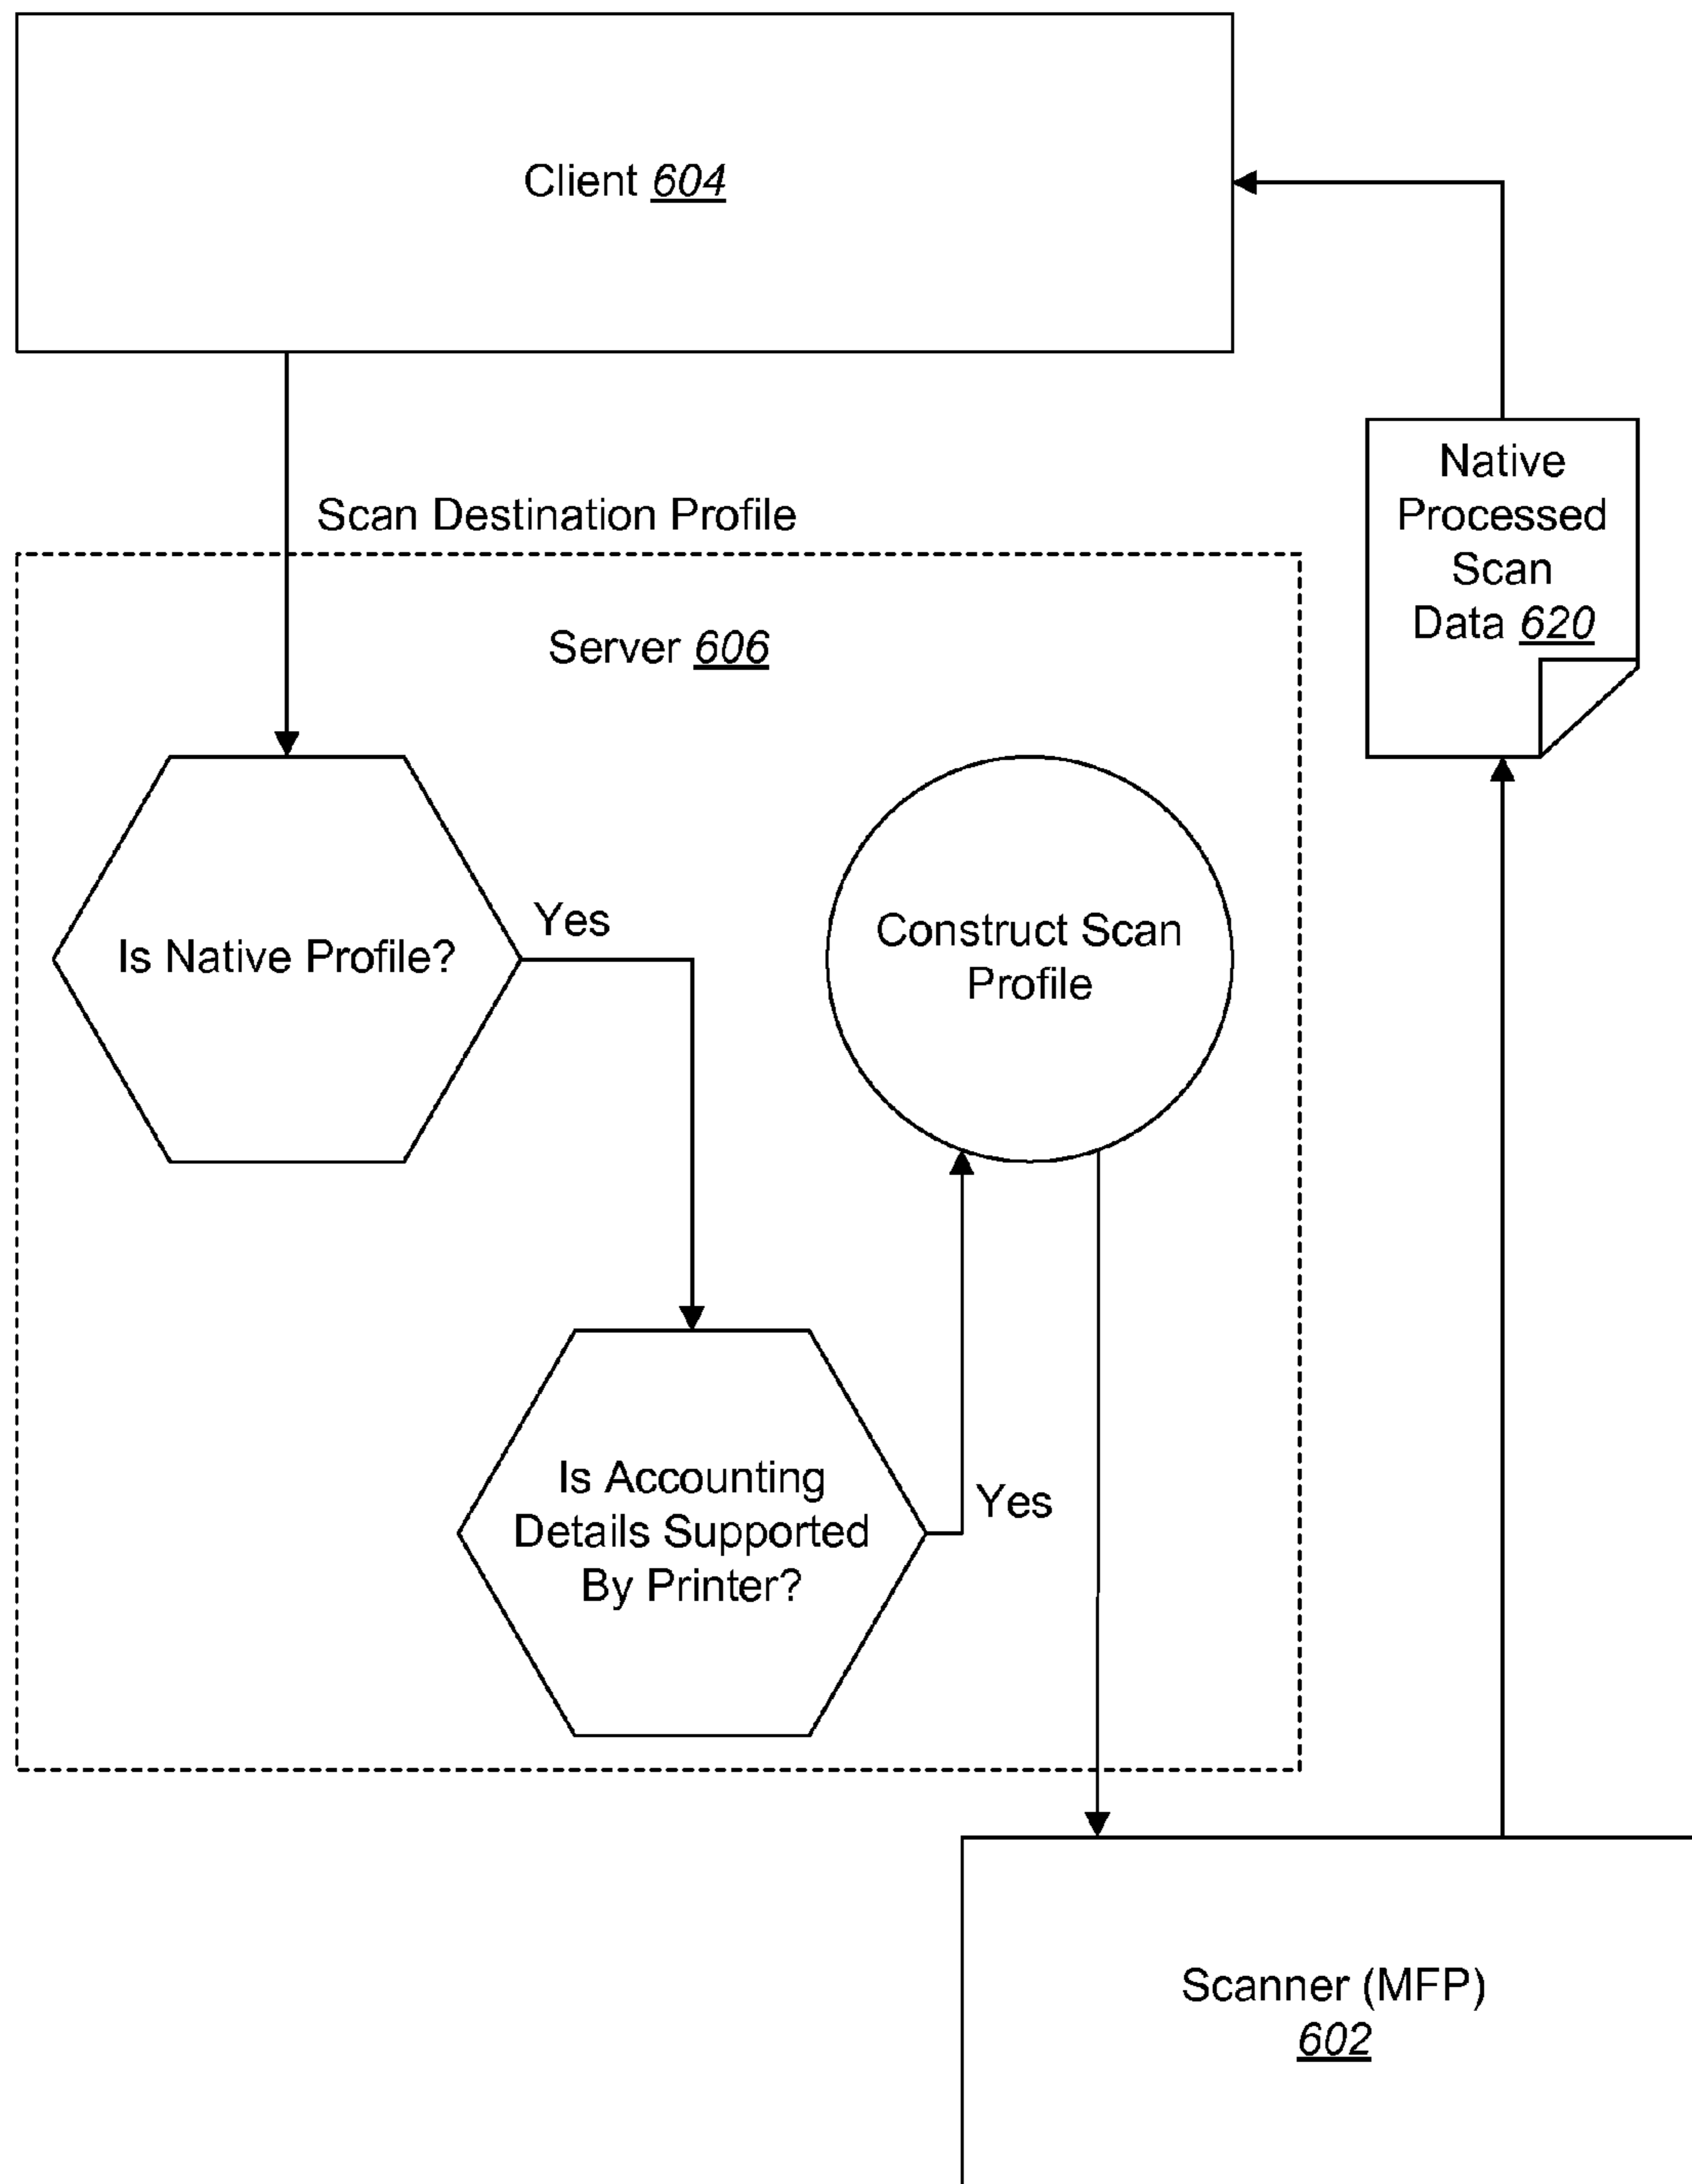 Client 604
Native
Processed
Scan
Data 620
Scan Destination Profile
Server 606
Is Native Profile?
Yes
Construct Scan
Profile
Is Accounting
Details Supported
By Printer?
Yes
Scanner (MFP)
602